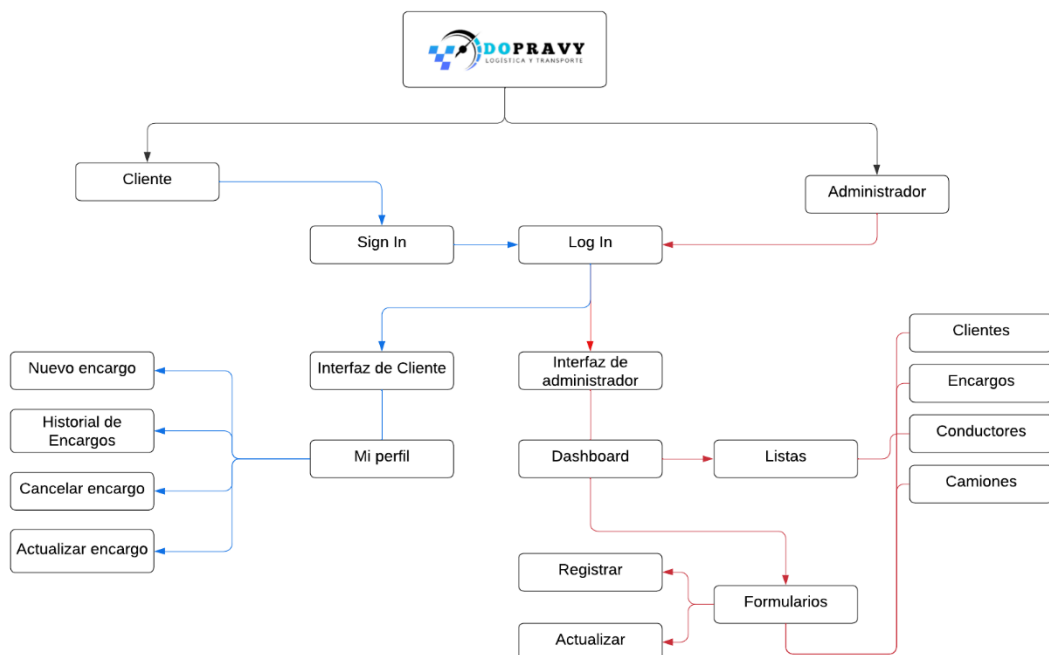 DOPRAVY
LOGÍSTICA Y TRANSPORTE
Cliente
Administrador
Sign In
Log In
Clientes
Nuevo encargo
Interfaz de Cliente
Interfaz de
administrador
Encargos
Historial de
Encargos
Conductores
Mi perfil
Dashboard
Listas
Cancelar encargo
Camiones
Actualizar encargo
Registrar
Formularios
Actualizar